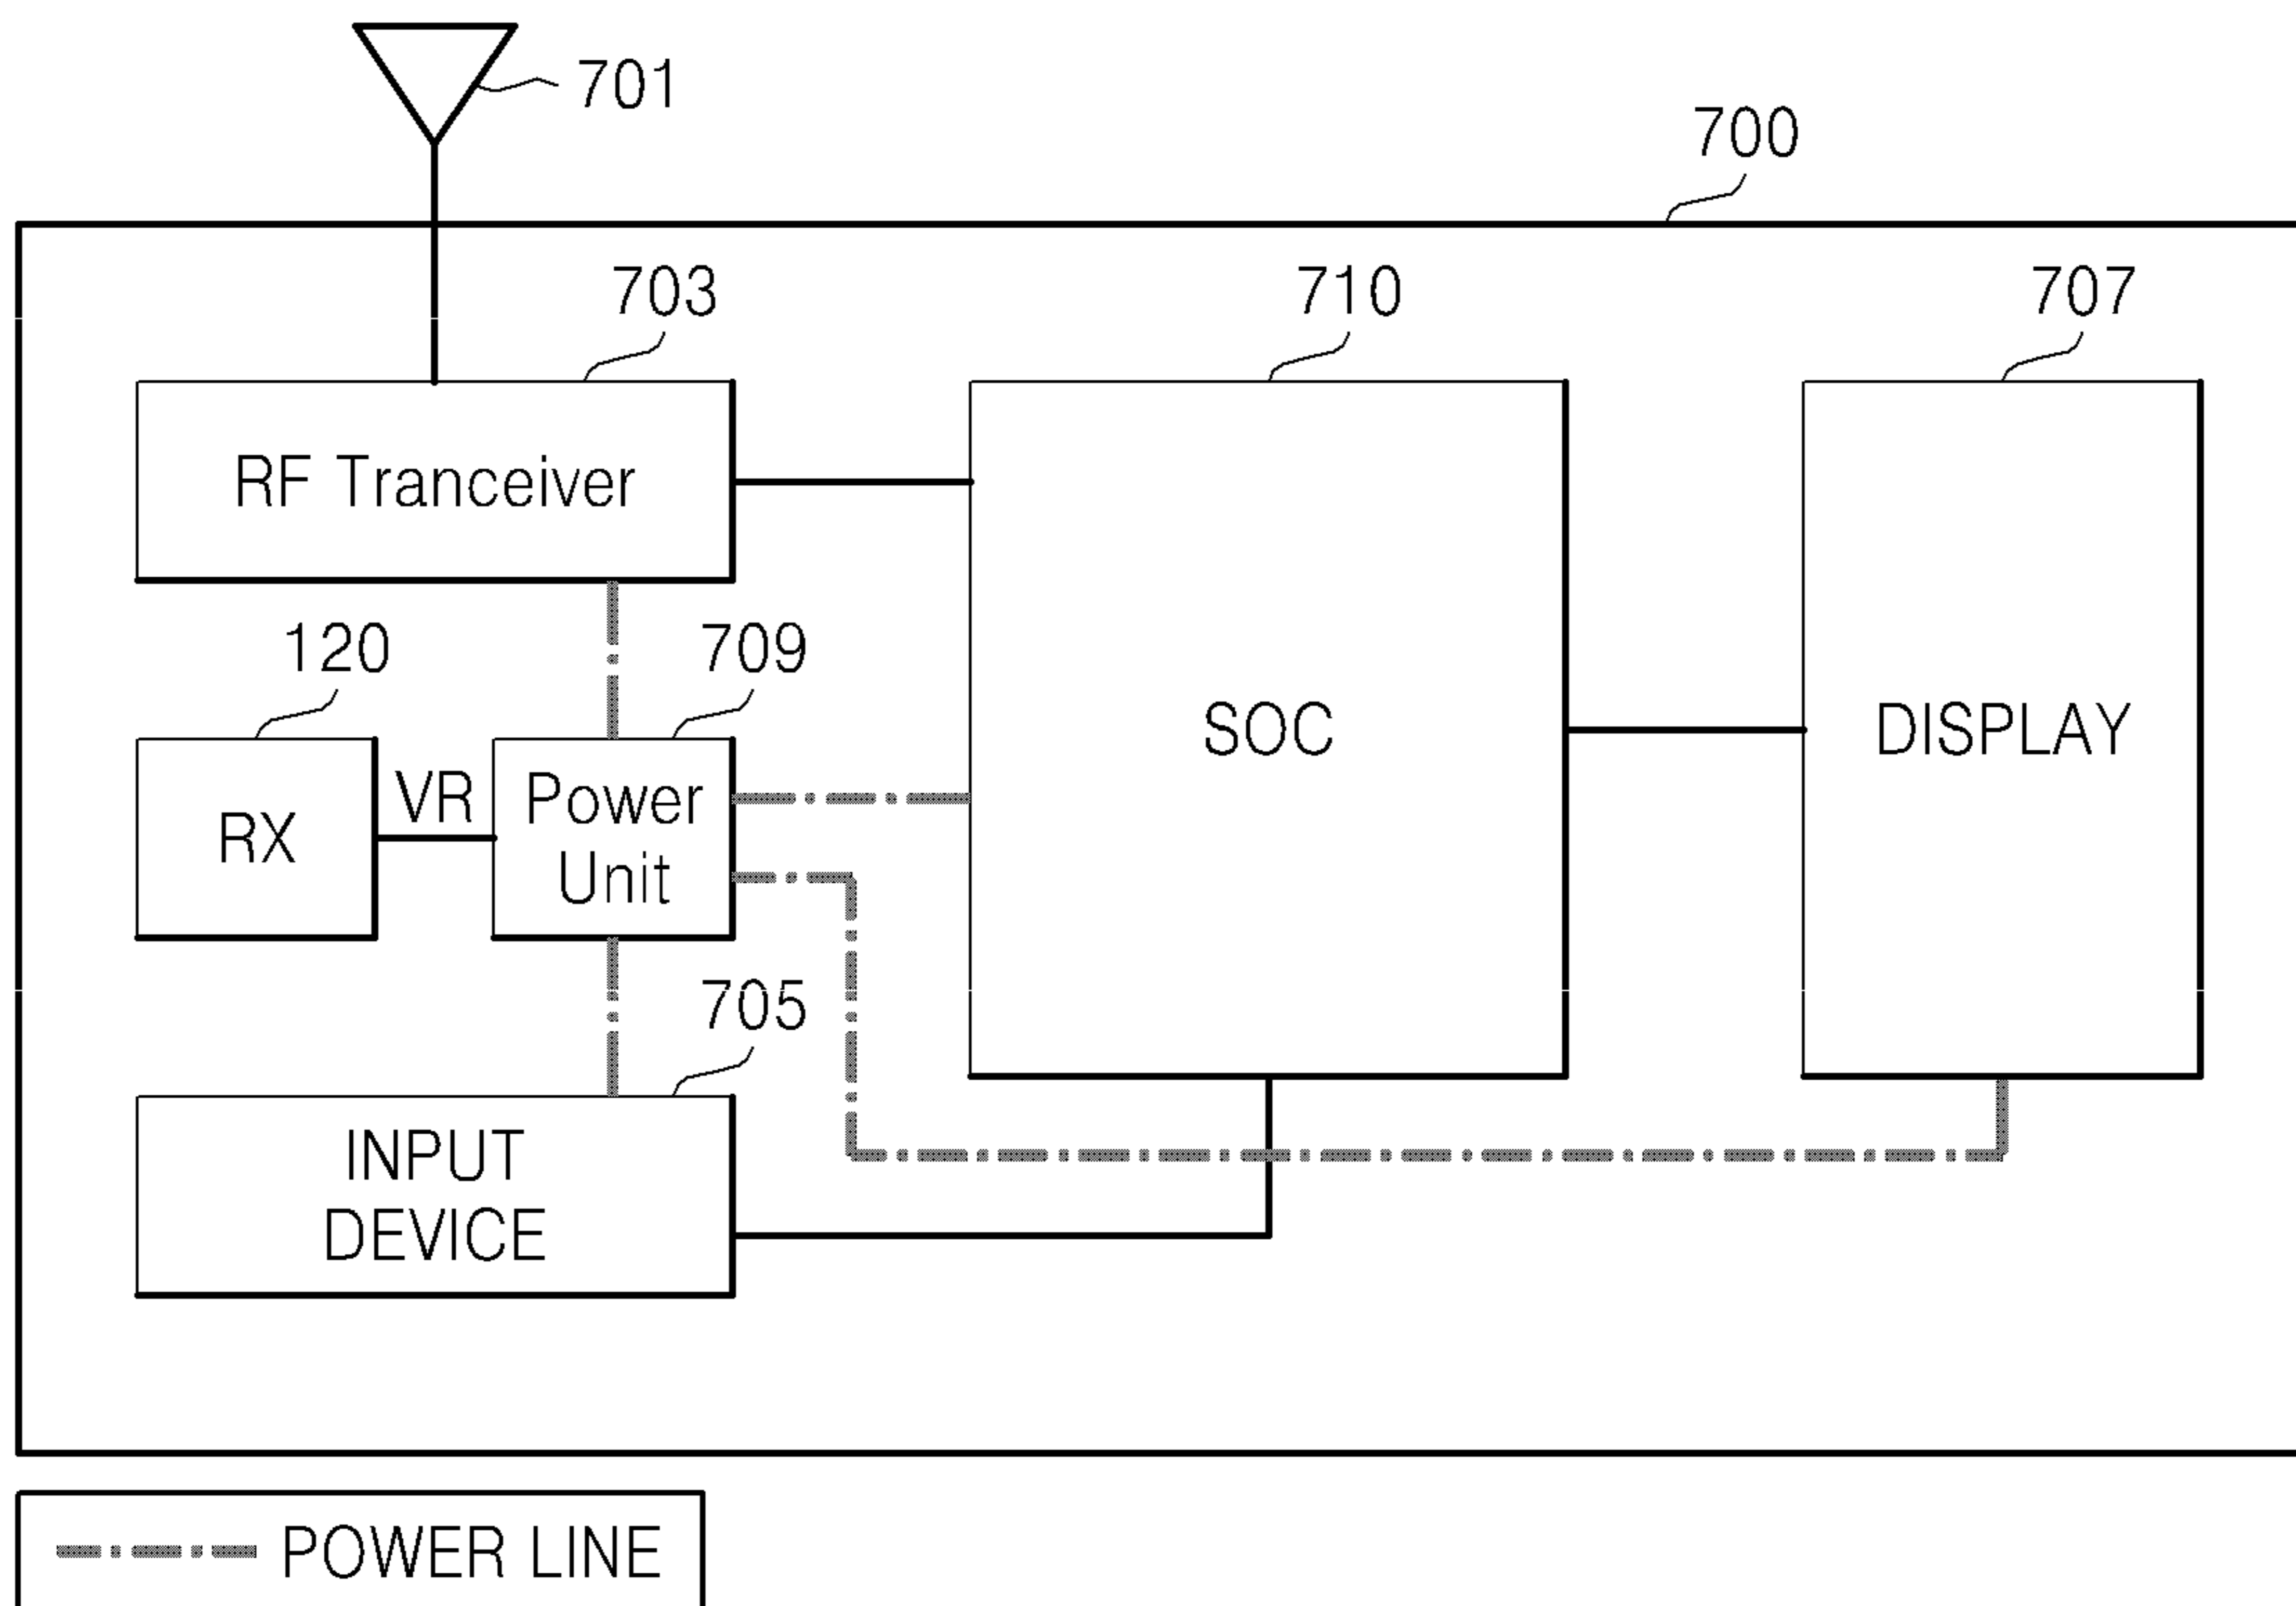 701
700
703
710
707
RF Tranceiver
120
709
SOC
DISPLAY
RX
VR
Power
Unit
705
INPUT
DEVICE
POWER LINE